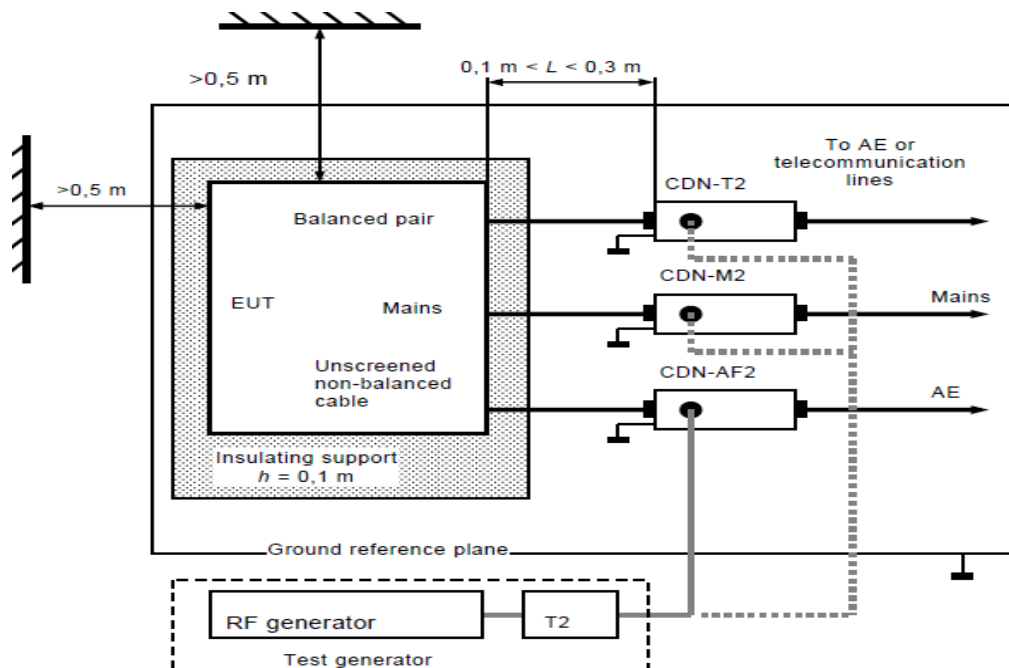 >0,5 m
0,1 m < L < 0,3 m
>0,5 m
To AE or
telecommunication
lines
CDN-T2
Balanced pair
CDN-M2
EUT
Mains
Mains
Unscreened
non-balanced
cable
CDN-AF2
AE
Insulating support
h = 0,1 m
Ground reference plane
RF generator
T2
Test generator